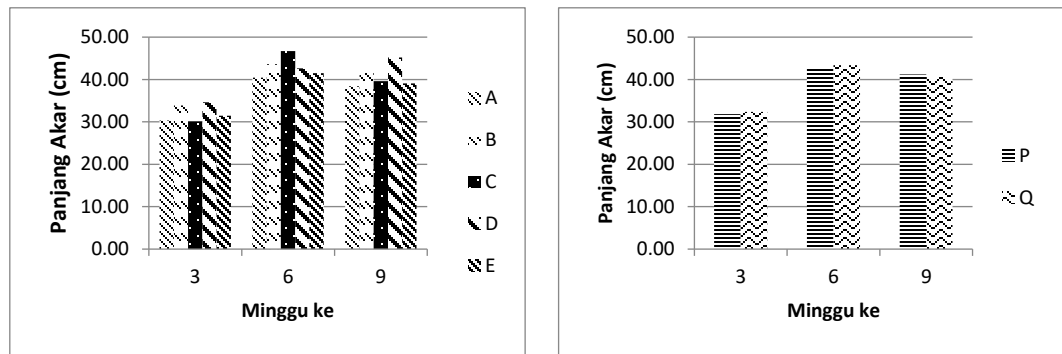 Panjang Akar (cm)
50.00
40.00
30.00
20.00
10.00
0.00
3 6 9
Minggu ke
A
B
C
D
E
Panjang Akar (cm)
50.00
40.00
30.00
20.00
10.00
0.00
3 6 9
Minggu ke
P
Q